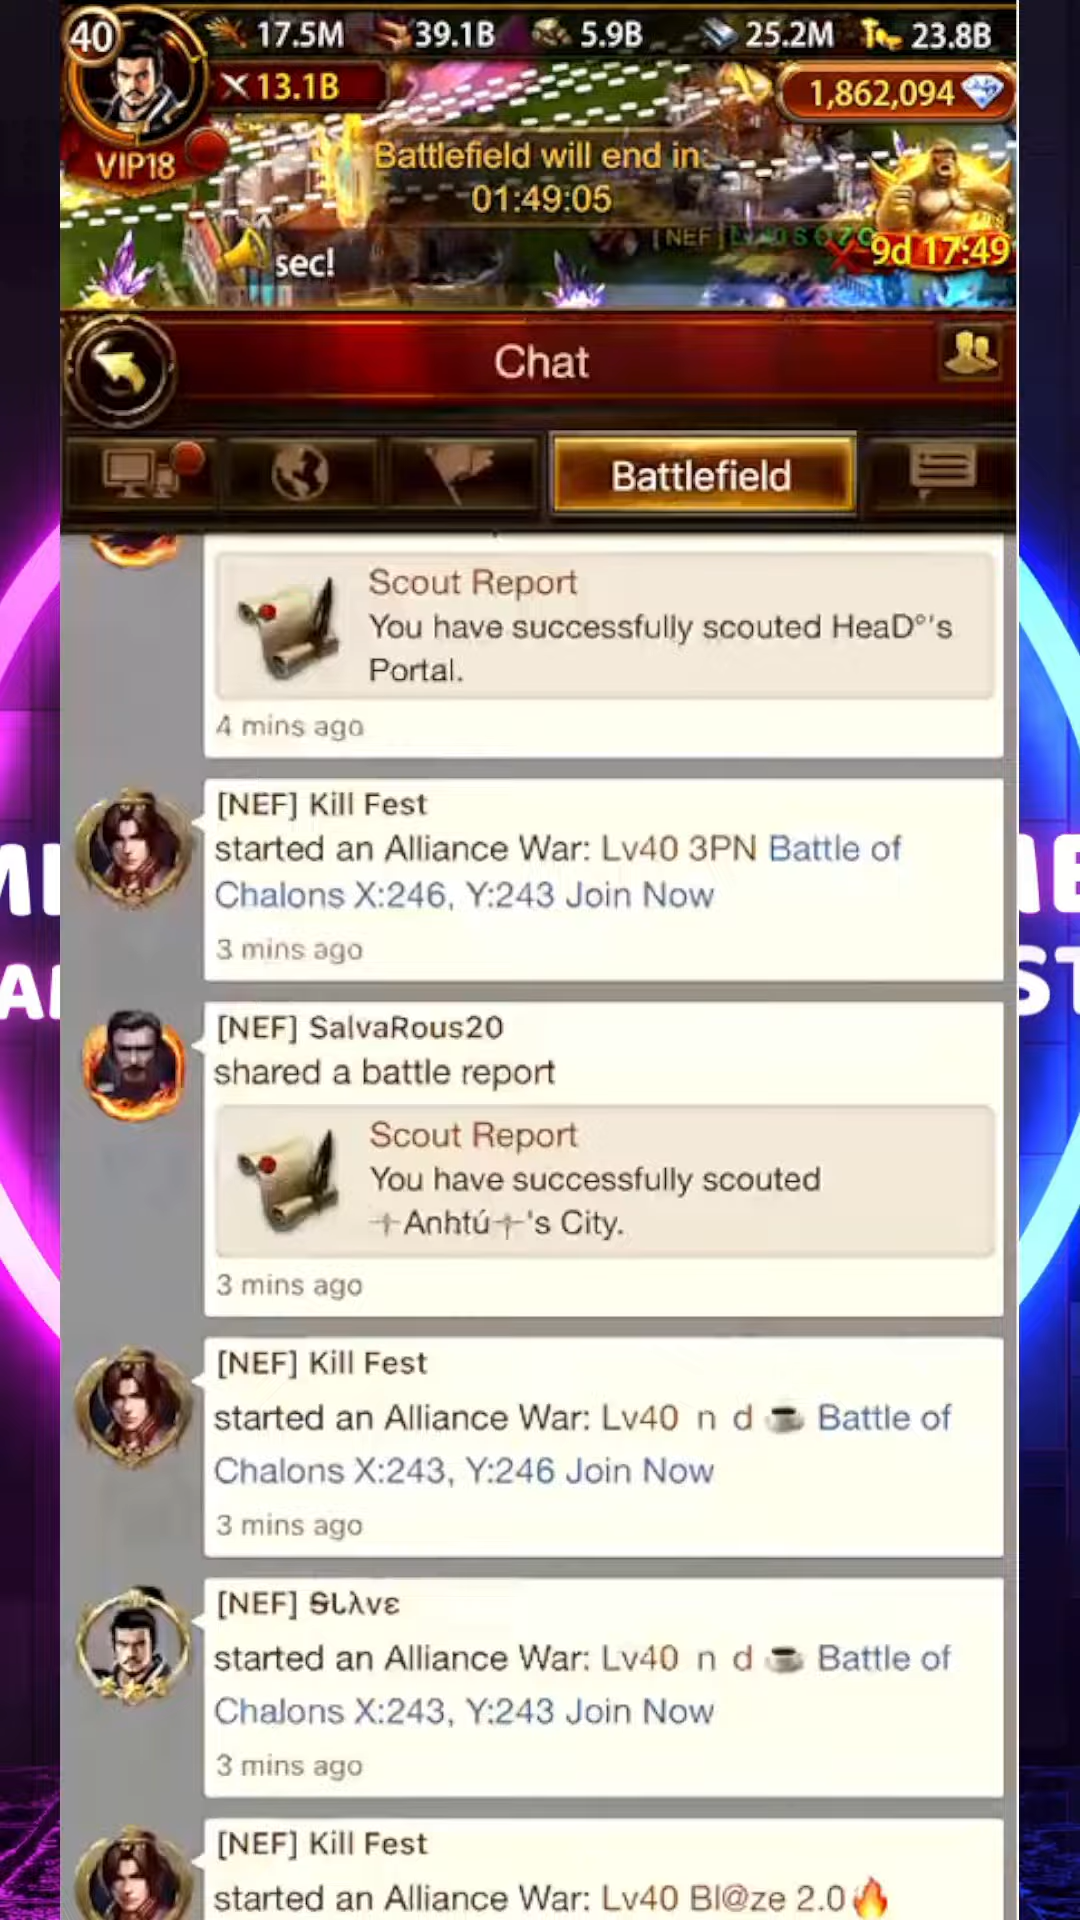 40
17.5M 39.1B 5.9B 25.2M 23.8B
13.1B
1,862,094
VIP18
Battlefield will end in:
01:49:05
[NEF]
9d 17:49
sec!
Chat
Battlefield
Scout Report
You have successfully scouted HeaD°'s
Portal.
4 mins ago
[NEF] Kill Fest
started an Alliance War: Lv40 3PN Battle of
Chalons X:246, Y:243 Join Now
3 mins ago
[NEF] SalvaRous20
shared a battle report
Scout Report
You have successfully scouted
༒Anhtú༒'s City.
3 mins ago
[NEF] Kill Fest
started an Alliance War: Lv40 n d ☕ Battle of
Chalons X:243, Y:246 Join Now
3 mins ago
[NEF] SLλvε
started an Alliance War: Lv40 n d ☕ Battle of
Chalons X:243, Y:243 Join Now
3 mins ago
[NEF] Kill Fest
started an Alliance War: Lv40 Bl@ze 2.0🔥